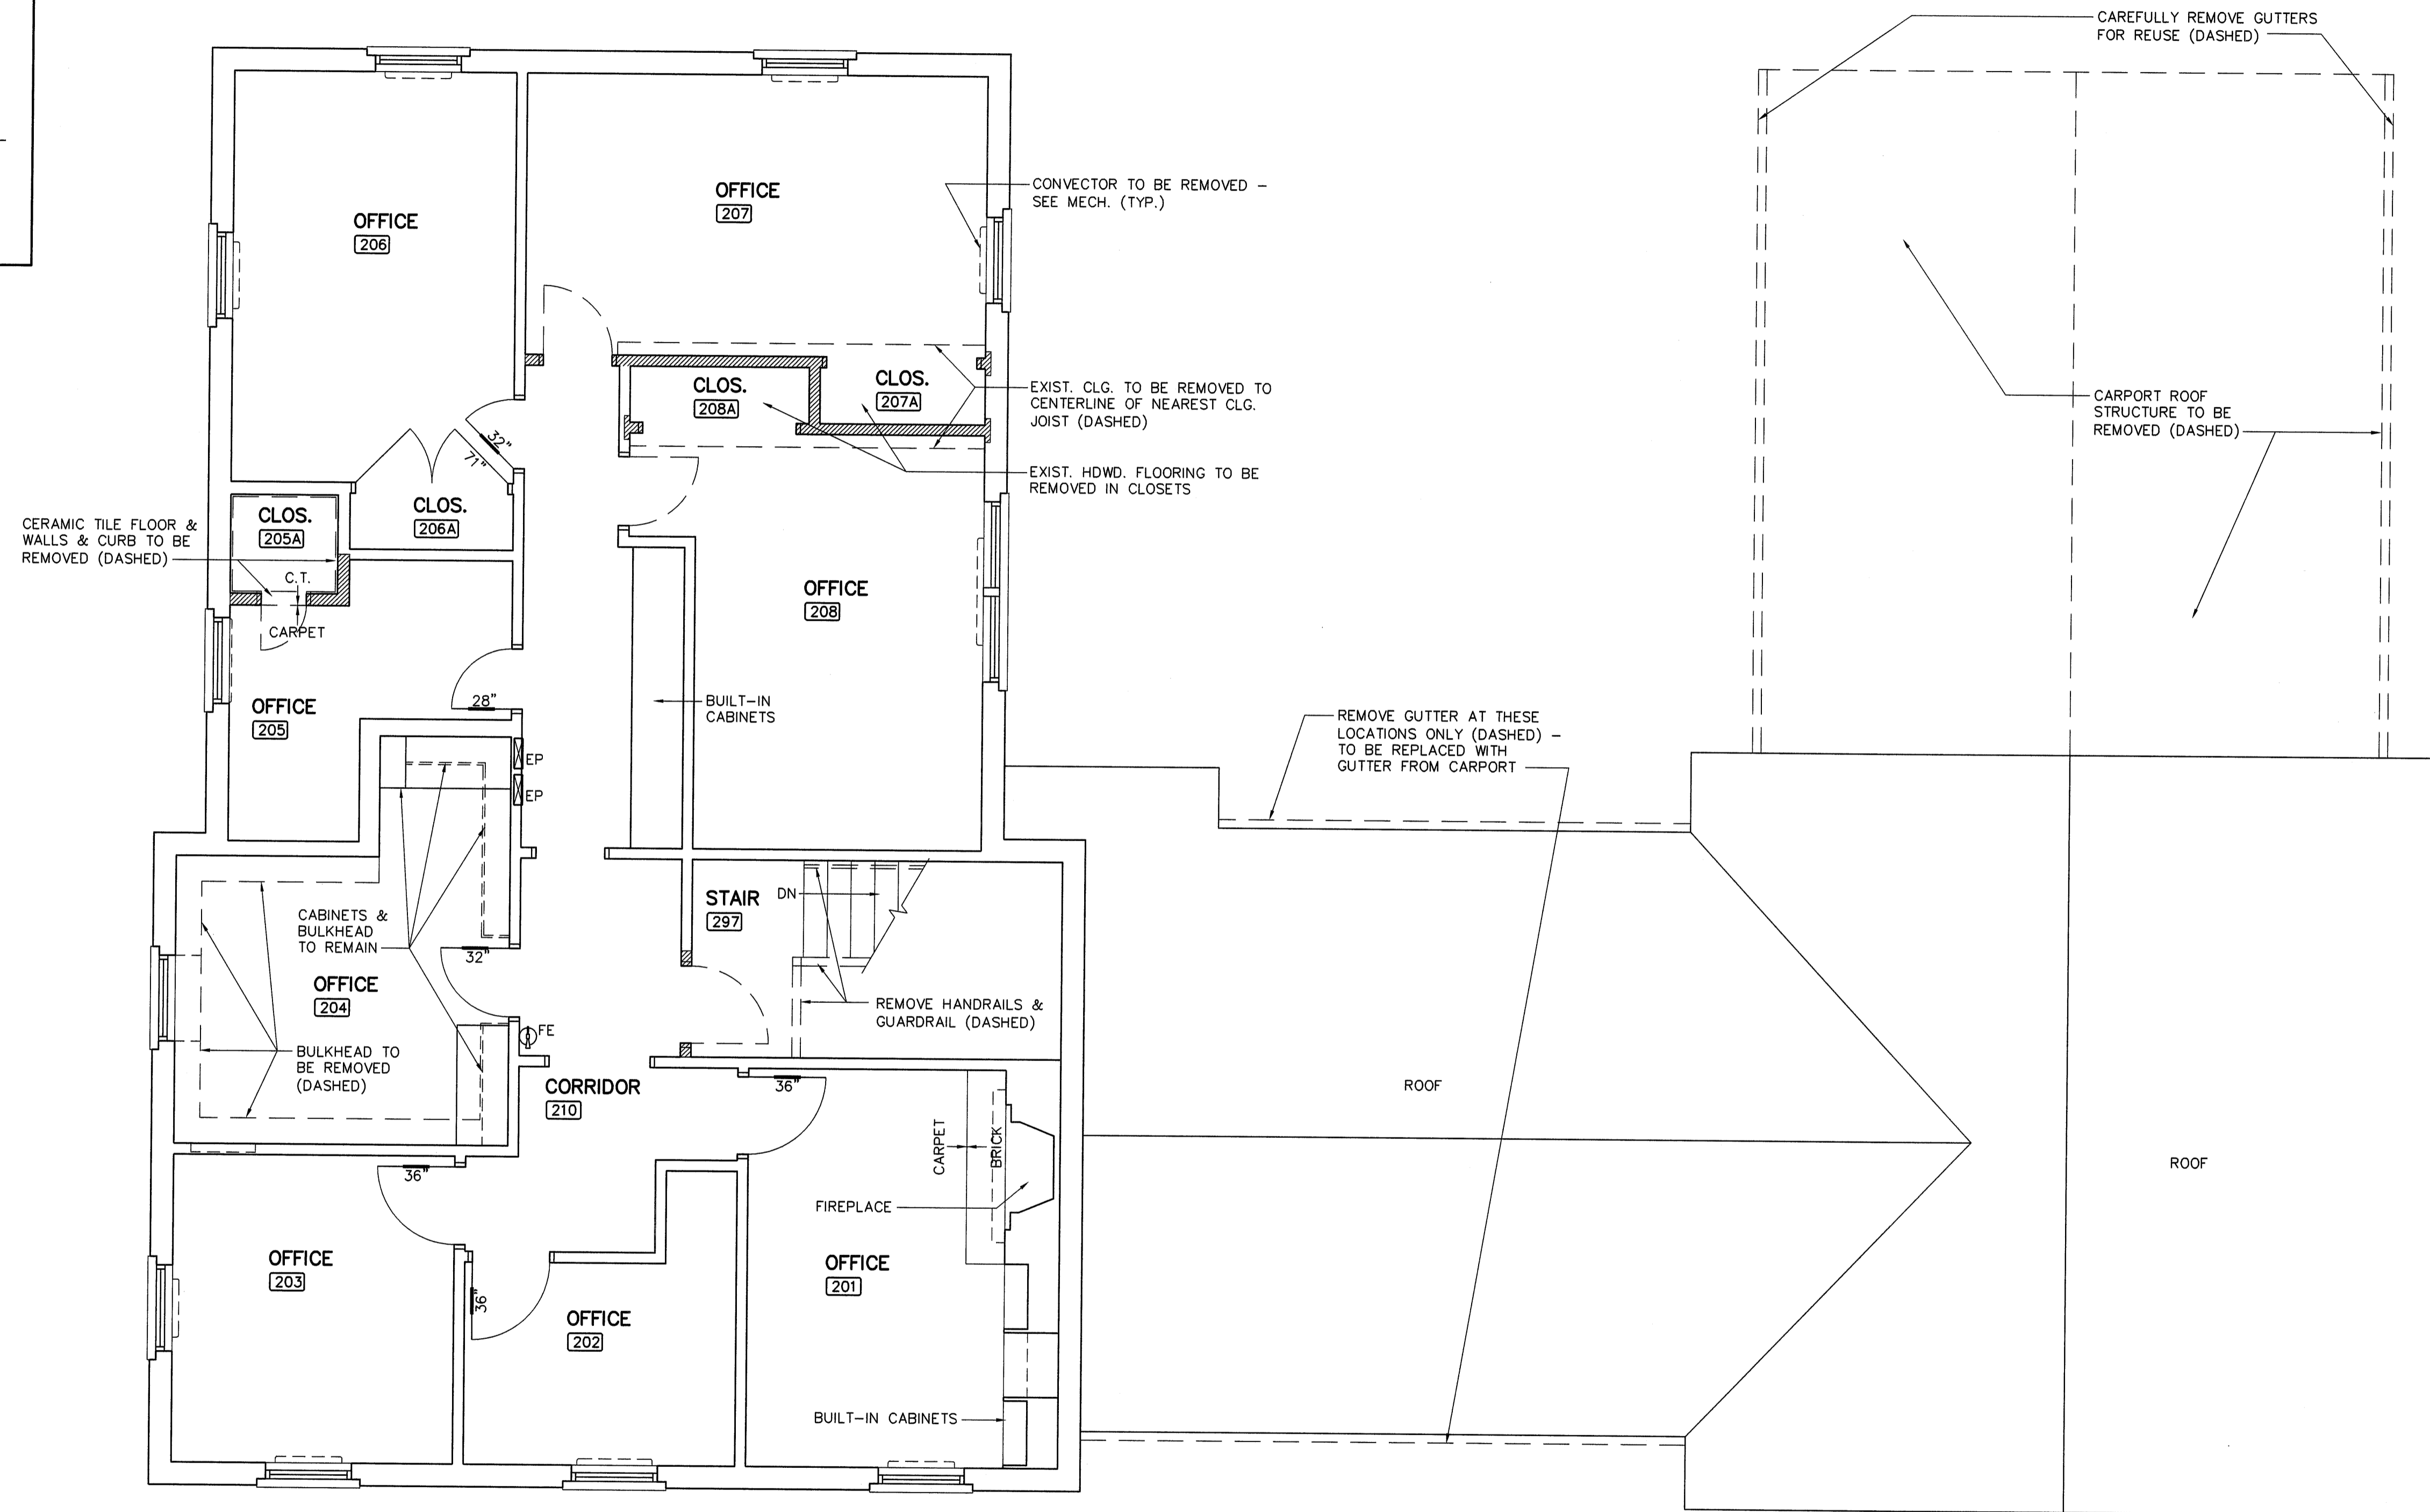 CAREFULLY REMOVE GUTTERS
FOR REUSE (DASHED)
OFFICE
207
CONVECTOR TO BE REMOVED –
SEE MECH. (TYP.)
OFFICE
206
CLOS.
208A
CLOS.
207A
EXIST. CLG. TO BE REMOVED TO
CENTERLINE OF NEAREST CLG.
JOIST (DASHED)
CARPORT ROOF
STRUCTURE TO BE
REMOVED (DASHED)
32"
71"
EXIST. HDWD. FLOORING TO BE
REMOVED IN CLOSETS
CLOS.
206A
CLOS.
205A
CERAMIC TILE FLOOR &
WALLS & CURB TO BE
REMOVED (DASHED)
C.T.
CARPET
OFFICE
208
OFFICE
205
28"
BUILT–IN
CABINETS
REMOVE GUTTER AT THESE
LOCATIONS ONLY (DASHED) –
TO BE REPLACED WITH
GUTTER FROM CARPORT
EP
EP
STAIR
297
DN
CABINETS &
BULKHEAD
TO REMAIN
32"
OFFICE
204
REMOVE HANDRAILS &
GUARDRAIL (DASHED)
FE
BULKHEAD TO
BE REMOVED
(DASHED)
CORRIDOR
210
36"
ROOF
CARPET
BRICK
ROOF
36"
FIREPLACE
OFFICE
203
OFFICE
201
36"
OFFICE
202
BUILT–IN CABINETS